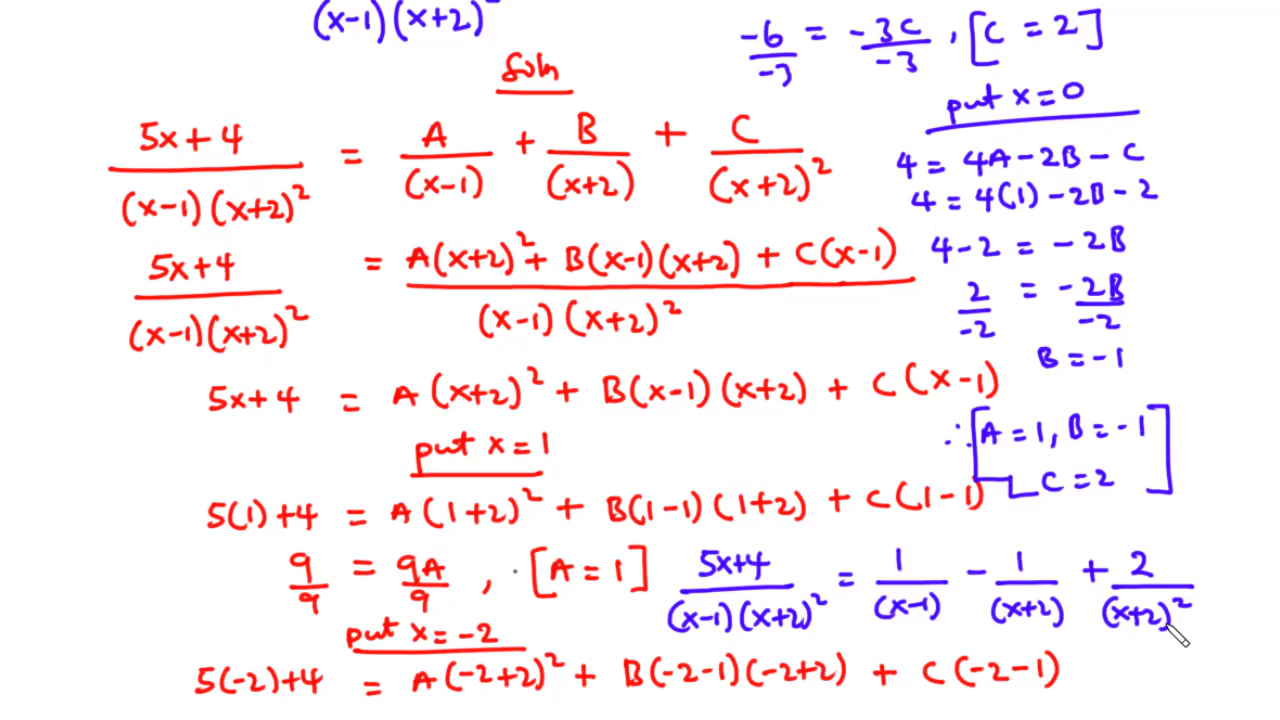 (x-1)(x+2)²
Soln
5x+4/(x-1)(x+2)² = A/(x-1) + B/(x+2) + C/(x+2)²
5x+4/(x-1)(x+2)² = A(x+2)² + B(x-1)(x+2) + C(x-1)/(x-1)(x+2)²
5x+4 = A(x+2)² + B(x-1)(x+2) + C(x-1)
put x=1
5(1)+4 = A(1+2)² + B(1-1)(1+2) + C(1-1)
9/9 = 9A/9 , [A=1]
put x=-2
5(-2)+4 = A(-2+2)² + B(-2-1)(-2+2) + C(-2-1)
-6/-3 = -3C/-3 , [C=2]
put x=0
4 = 4A-2B-C
4 = 4(1)-2B-2
4-2 = -2B
2/-2 = -2B/-2
B=-1
∴ [A=1, B=-1
C=2]
5x+4/(x-1)(x+2)² = 1/(x-1) - 1/(x+2) + 2/(x+2)²